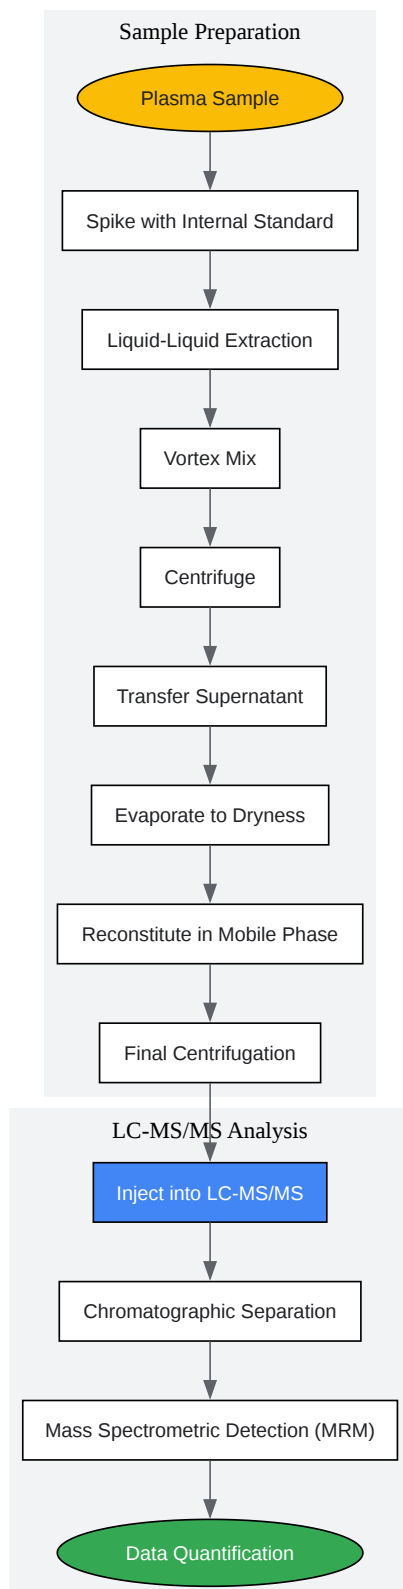 Sample Preparation
Plasma Sample
Spike with Internal Standard
Liquid-Liquid Extraction
Vortex Mix
Centrifuge
Transfer Supernatant
Evaporate to Dryness
Reconstitute in Mobile Phase
Final Centrifugation
LC-MS/MS Analysis
Inject into LC-MS/MS
Chromatographic Separation
Mass Spectrometric Detection (MRM)
Data Quantification